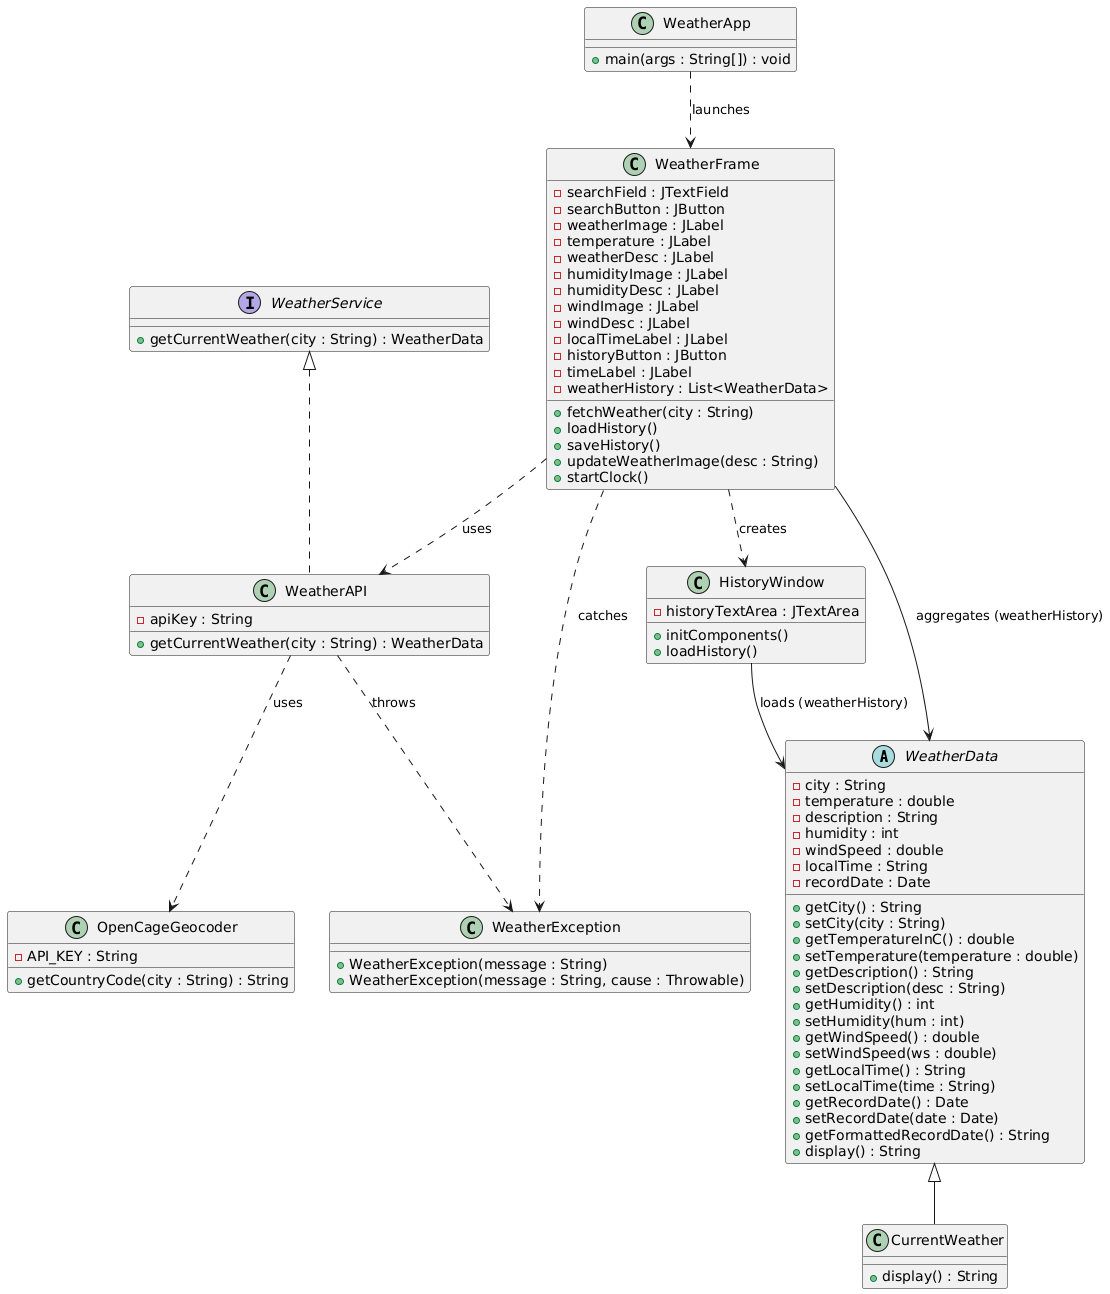 C WeatherApp
main(args : String[]) : void
launches
C WeatherFrame
searchField : JTextField
searchButton : JButton
weatherImage : JLabel
temperature : JLabel
weatherDesc : JLabel
humidityImage : JLabel
humidityDesc : JLabel
windImage : JLabel
windDesc : JLabel
localTimeLabel : JLabel
historyButton : JButton
timeLabel : JLabel
weatherHistory : List<WeatherData>
fetchWeather(city : String)
loadHistory()
saveHistory()
updateWeatherImage(desc : String)
startClock()
I WeatherService
getCurrentWeather(city : String) : WeatherData
uses
creates
catches
aggregates (weatherHistory)
C WeatherAPI
apiKey : String
getCurrentWeather(city : String) : WeatherData
C HistoryWindow
historyTextArea : JTextArea
initComponents()
loadHistory()
uses
throws
loads (weatherHistory)
C OpenCageGeocoder
API_KEY : String
getCountryCode(city : String) : String
C WeatherException
WeatherException(message : String)
WeatherException(message : String, cause : Throwable)
A WeatherData
city : String
temperature : double
description : String
humidity : int
windSpeed : double
localTime : String
recordDate : Date
getCity() : String
setCity(city : String)
getTemperatureInC() : double
setTemperature(temperature : double)
getDescription() : String
setDescription(desc : String)
getHumidity() : int
setHumidity(hum : int)
getWindSpeed() : double
setWindSpeed(ws : double)
getLocalTime() : String
setLocalTime(time : String)
getRecordDate() : Date
setRecordDate(date : Date)
getFormattedRecordDate() : String
display() : String
C CurrentWeather
display() : String